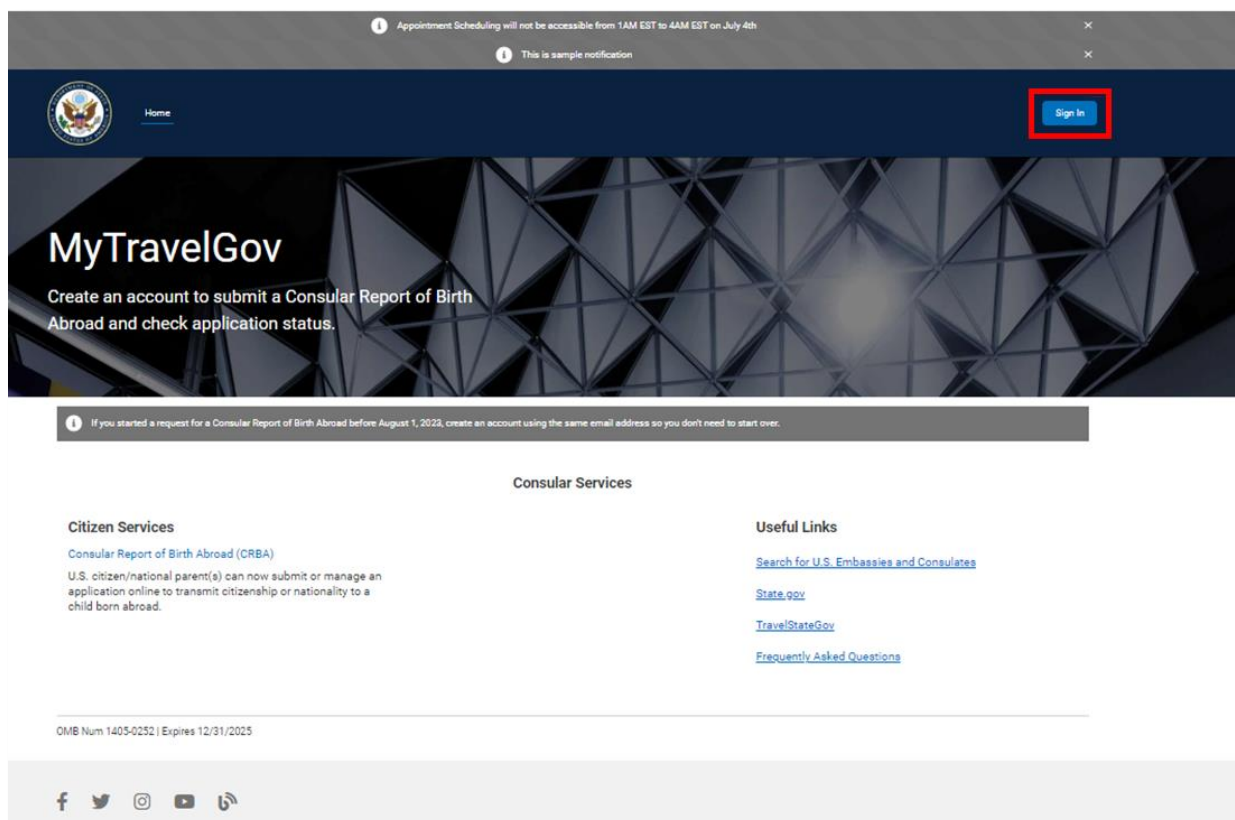 Appointment Scheduling will not be accessible from 1AM EST to 4AM EST on July 4th
This is sample notification
Home
Sign In
MyTravelGov
Create an account to submit a Consular Report of Birth
Abroad and check application status.
If you started a request for a Consular Report of Birth Abroad before August 1, 2023, create an account using the same email address so you don't need to start over.
Consular Services
Citizen Services
Consular Report of Birth Abroad (CRBA)
U.S. citizen/national parent(s) can now submit or manage an
application online to transmit citizenship or nationality to a
child born abroad.
Useful Links
Search for U.S. Embassies and Consulates
State.gov
TravelStateGov
Frequently Asked Questions
OMB Num 1405-0252 | Expires 12/31/2025